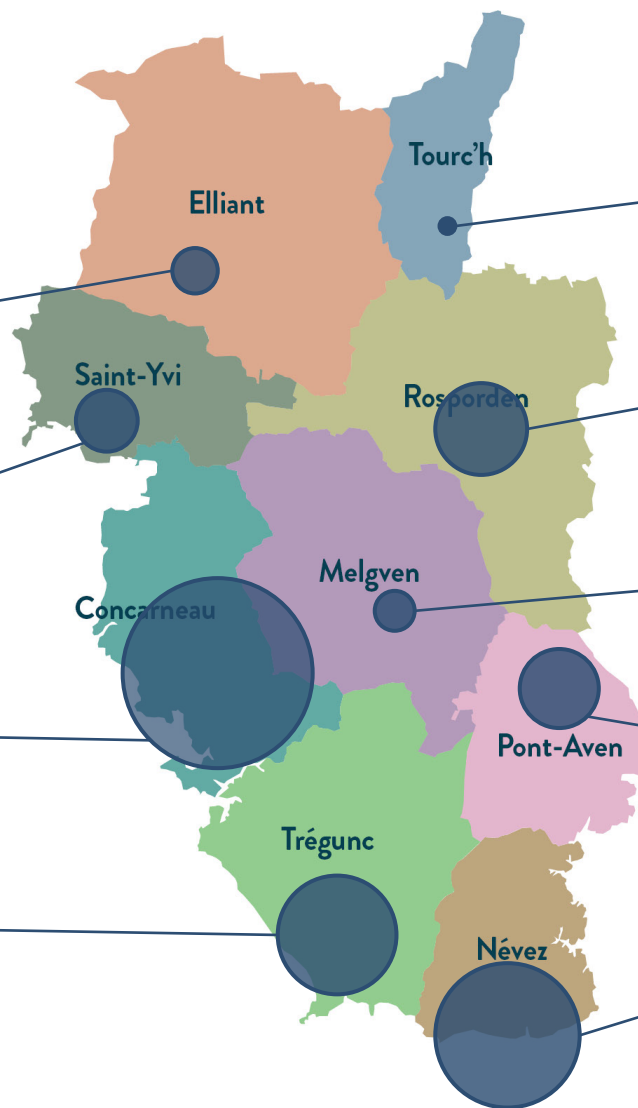 Tourc'h
Elliant
Saint-Yvi
Rosporden
Melgven
Concarneau
Pont-Aven
Trégunc
Névez